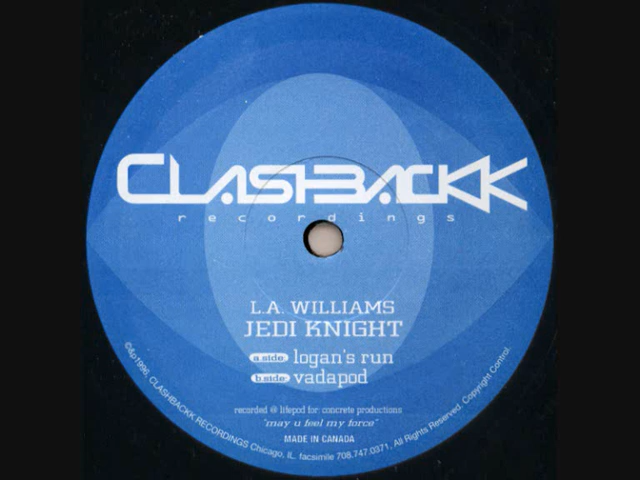 CLASHBACKK
recordings
L.A. WILLIAMS
JEDI KNIGHT
a.side logan's run
b.side vadapod
recorded @ lifepod for: concrete productions
"may u feel my force"
MADE IN CANADA
©&p1996, CLASHBACKK RECORDINGS Chicago, IL. facsimile 708.747.0371. All Rights Reserved. Copyright Control.